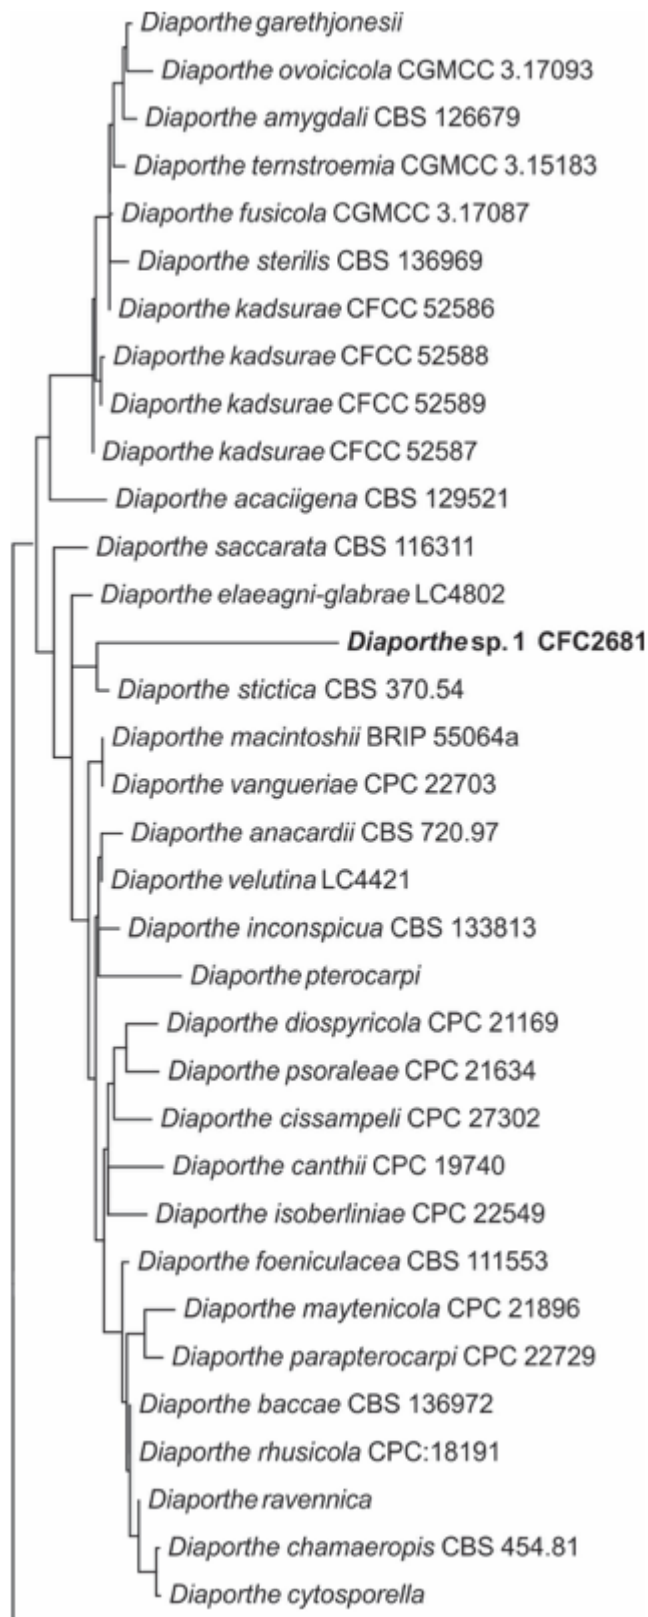 Diaporthe garethjonesii
Diaporthe ovoicicola CGMCC 3.17093
Diaporthe amygdali CBS 126679
Diaporthe ternstroemia CGMCC 3.15183
Diaporthe fusicola CGMCC 3.17087
Diaporthe sterilis CBS 136969
Diaporthe kadsurae CFCC 52586
Diaporthe kadsurae CFCC 52588
Diaporthe kadsurae CFCC 52589
Diaporthe kadsurae CFCC 52587
Diaporthe acaciigena CBS 129521
Diaporthe saccarata CBS 116311
Diaporthe elaeagni-glabrae LC4802
Diaporthe sp. 1 CFC2681
Diaporthe stictica CBS 370.54
Diaporthe macintoshii BRIP 55064a
Diaporthe vangueriae CPC 22703
Diaporthe anacardii CBS 720.97
Diaporthe velutina LC4421
Diaporthe inconspicua CBS 133813
Diaporthe pterocarpi
Diaporthe diospyricola CPC 21169
Diaporthe psoraleae CPC 21634
Diaporthe cissampeli CPC 27302
Diaporthe canthii CPC 19740
Diaporthe isoberliniae CPC 22549
Diaporthe foeniculacea CBS 111553
Diaporthe maytenicola CPC 21896
Diaporthe parapterocarpi CPC 22729
Diaporthe baccae CBS 136972
Diaporthe rhusicola CPC:18191
Diaporthe ravennica
Diaporthe chamaeropis CBS 454.81
Diaporthe cytosporella